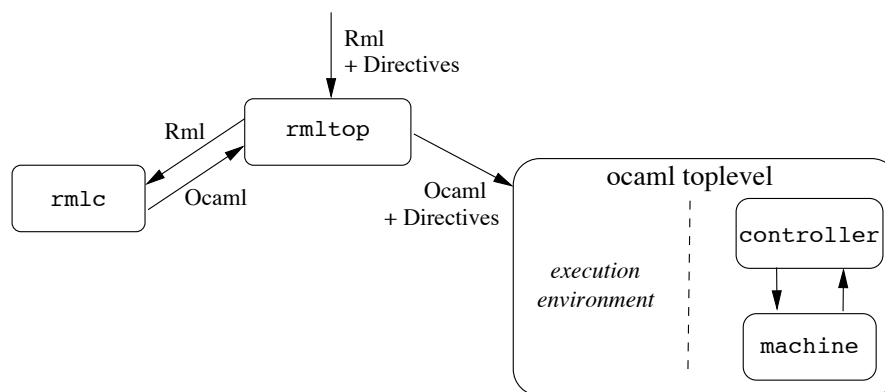 Rml
+ Directives
rmltop
Rml
rmlc
Ocaml
Ocaml
+ Directives
ocaml toplevel
execution
environment
controller
machine